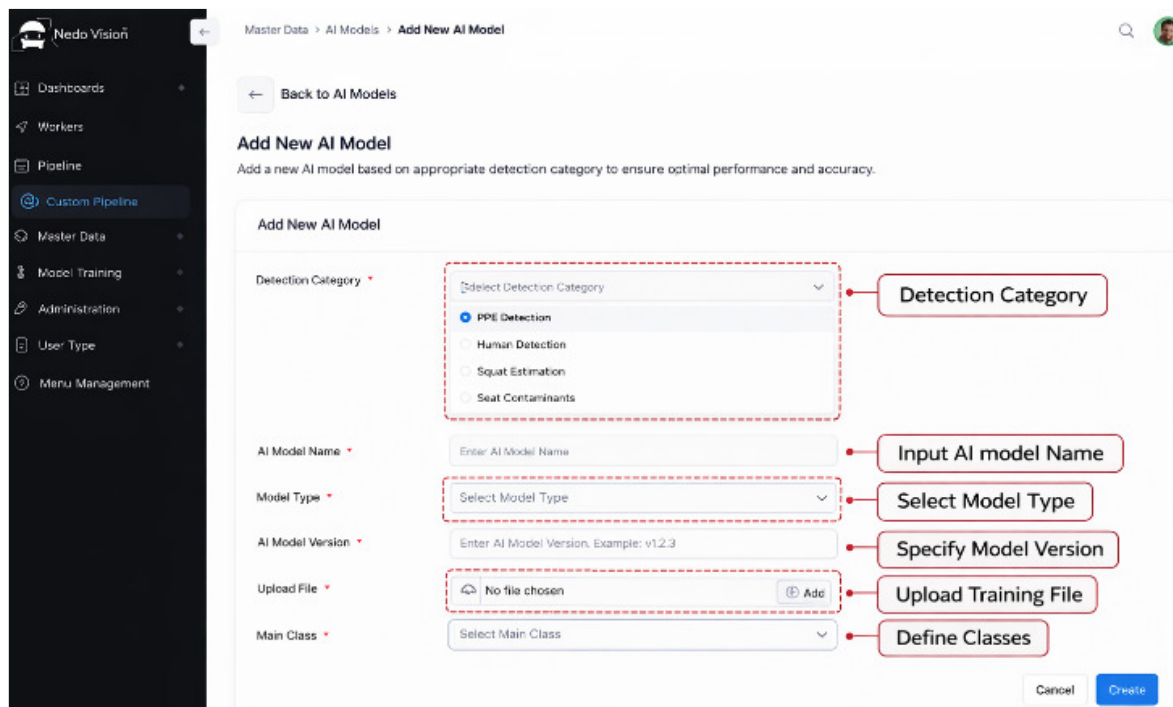 Nedo Visioñ
Master Data > AI Models > Add New AI Model
Dashboards
Workers
Pipeline
Custom Pipeline
Master Data
Model Training
Administration
User Type
Menu Management
Back to AI Models
Add New AI Model
Add a new AI model based on appropriate detection category to ensure optimal performance and accuracy.
Add New AI Model
Detection Category *
Sdelect Detection Category
PPE Detection
Human Detection
Squat Estimation
Seat Contaminants
Detection Category
AI Model Name *
Enter AI Model Name
Input AI model Name
Model Type *
Select Model Type
Select Model Type
AI Model Version *
Enter AI Model Version. Example: v1.2.3
Specify Model Version
Upload File *
No file chosen
Add
Upload Training File
Main Class *
Select Main Class
Define Classes
Cancel
Create